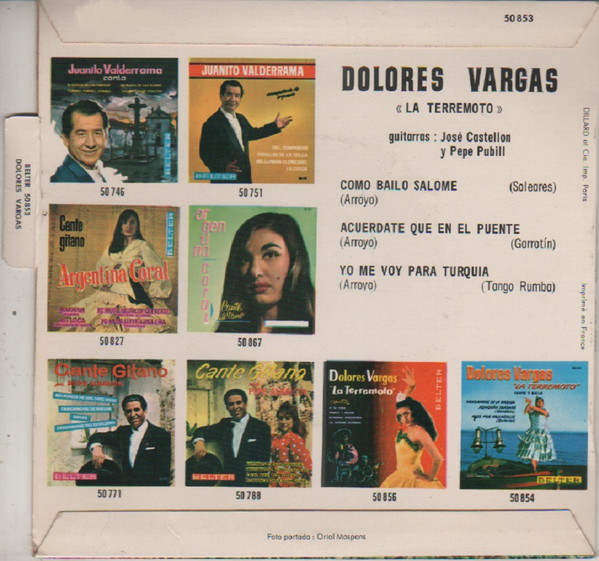 50 853
DOLORES VARGAS
« LA TERREMOTO »
guitarras : José Castellon
y Pepe Pubill
COMO BAILO SALOME (Soleares)
(Arroyo)
ACUERDATE QUE EN EL PUENTE
(Arroyo) (Garrotín)
YO ME VOY PARA TURQUIA
(Arroyo) (Tango Rumba)
DILLARD et Cie. imp. Paris
Imprimé en France
BELTER 50 853
DOLORES VARGAS
Juanito Valderrama
canta
BELTER
50 746
JUANITO VALDERRAMA
BELTER
50 751
Cante
gitano
BELTER
Argentina Coral
50 827
argentina coral
50 867
Cante Gitano
BELTER
50 771
Cante Gitano
BELTER
50 788
Dolores Vargas
"La Terremoto"
BELTER
50 856
Dolores Vargas
"LA TERREMOTO"
BELTER
50 854
Foto portada : Oriol Maspons